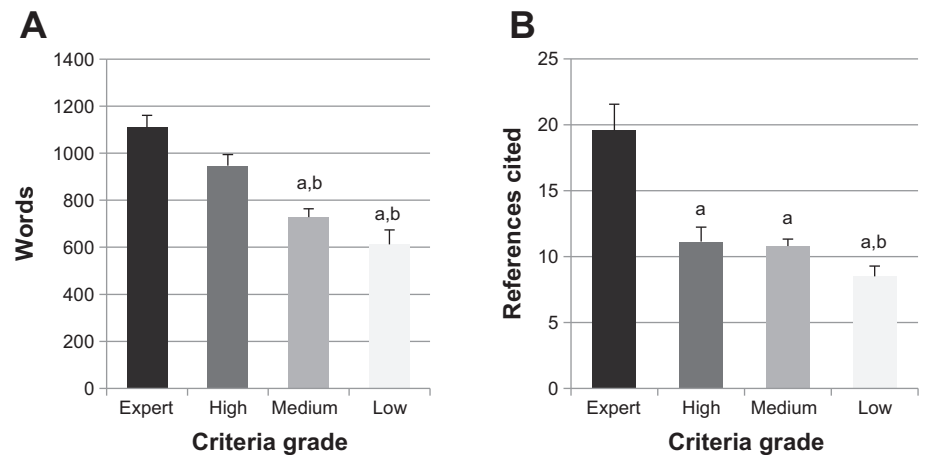 A
1400
1200
1000
800
600
400
200
0
Words
a,b
a,b
Expert High Medium Low
Criteria grade
B
25
20
15
10
5
0
References cited
a
a
a,b
Expert High Medium Low
Criteria grade